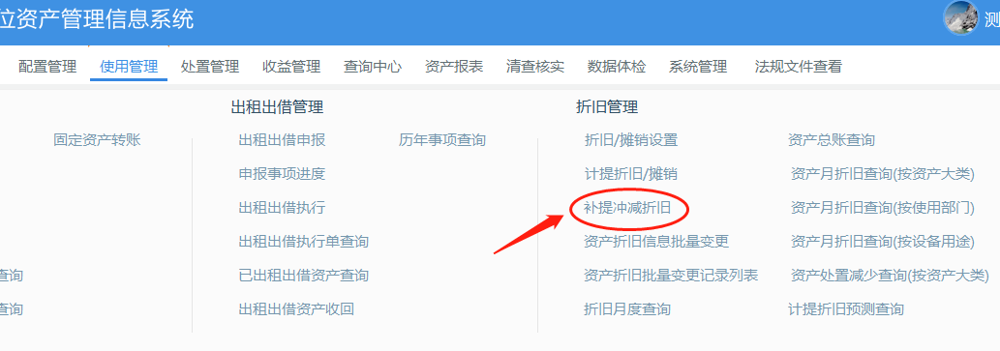 位资产管理信息系统
测
配置管理 使用管理 处置管理 收益管理 查询中心 资产报表 清查核实 数据体检 系统管理 法规文件查看
出租出借管理 折旧管理
固定资产转账 出租出借申报 历年事项查询 折旧/摊销设置 资产总账查询
申报事项进度 计提折旧/摊销 资产月折旧查询(按资产大类)
出租出借执行 补提冲减折旧 资产月折旧查询(按使用部门)
出租出借执行单查询 资产折旧信息批量变更 资产月折旧查询(按设备用途)
查询 已出租出借资产查询 资产折旧批量变更记录列表 资产处置减少查询(按资产大类)
查询 出租出借资产收回 折旧月度查询 计提折旧预测查询